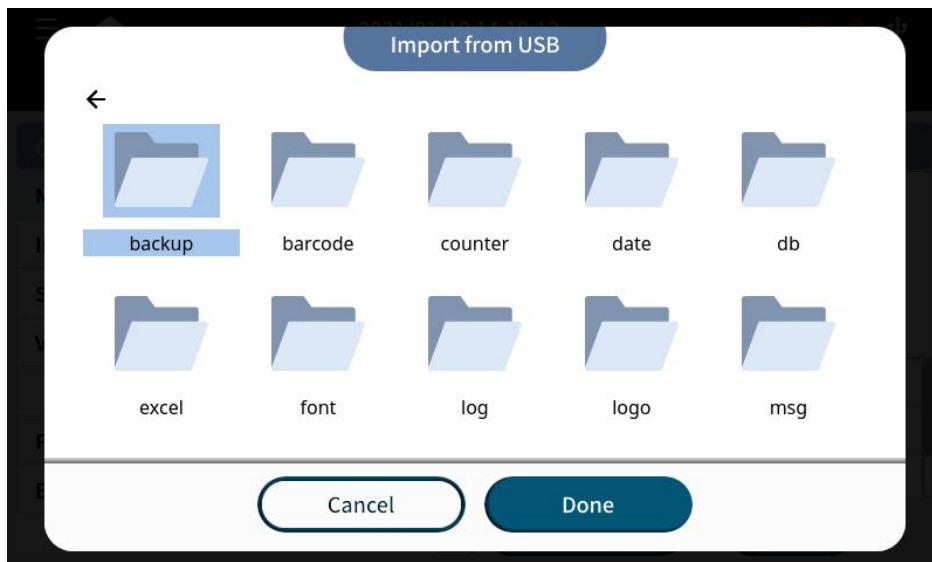 Import from USB
backup barcode counter date db
excel font log logo msg
Cancel Done